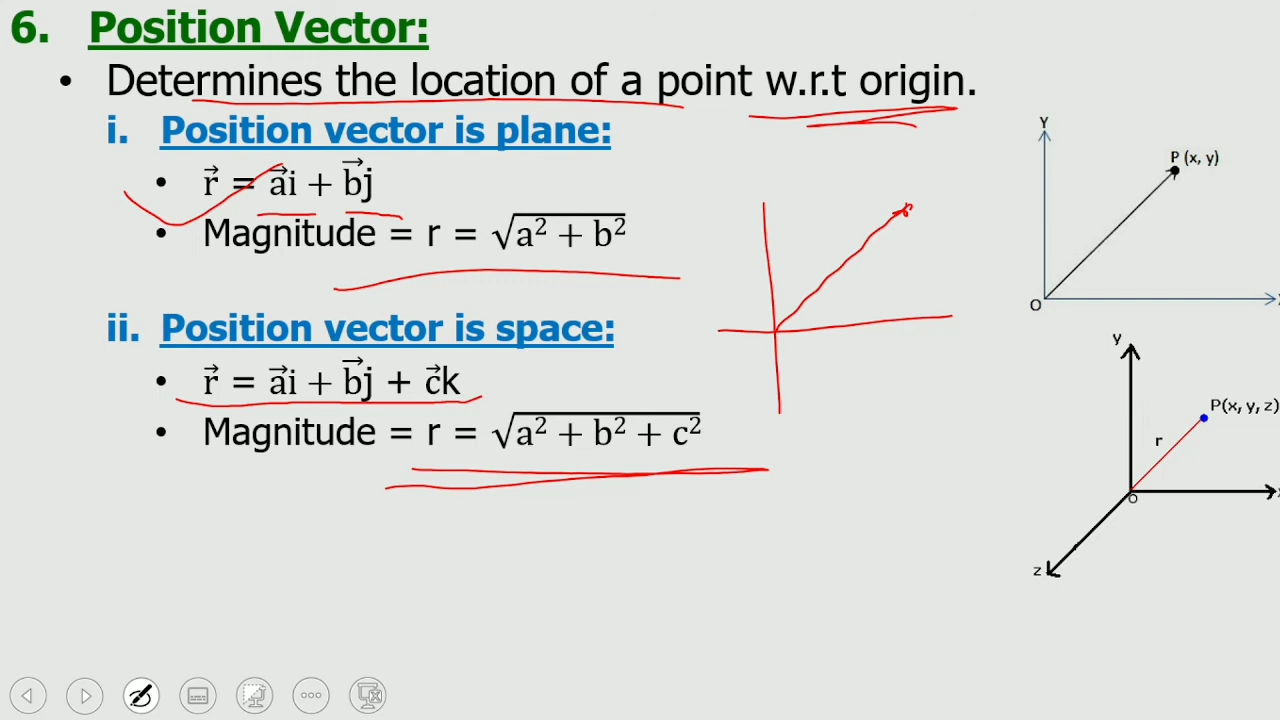 6. Position Vector:
• Determines the location of a point w.r.t origin.
i. Position vector is plane:
• r⃗ = a⃗i + b⃗j
• Magnitude = r = √a² + b²
ii. Position vector is space:
• r⃗ = a⃗i + b⃗j + c⃗k
• Magnitude = r = √a² + b² + c²
Y
P (x, y)
O
X
y
P(x, y, z)
r
O
x
z